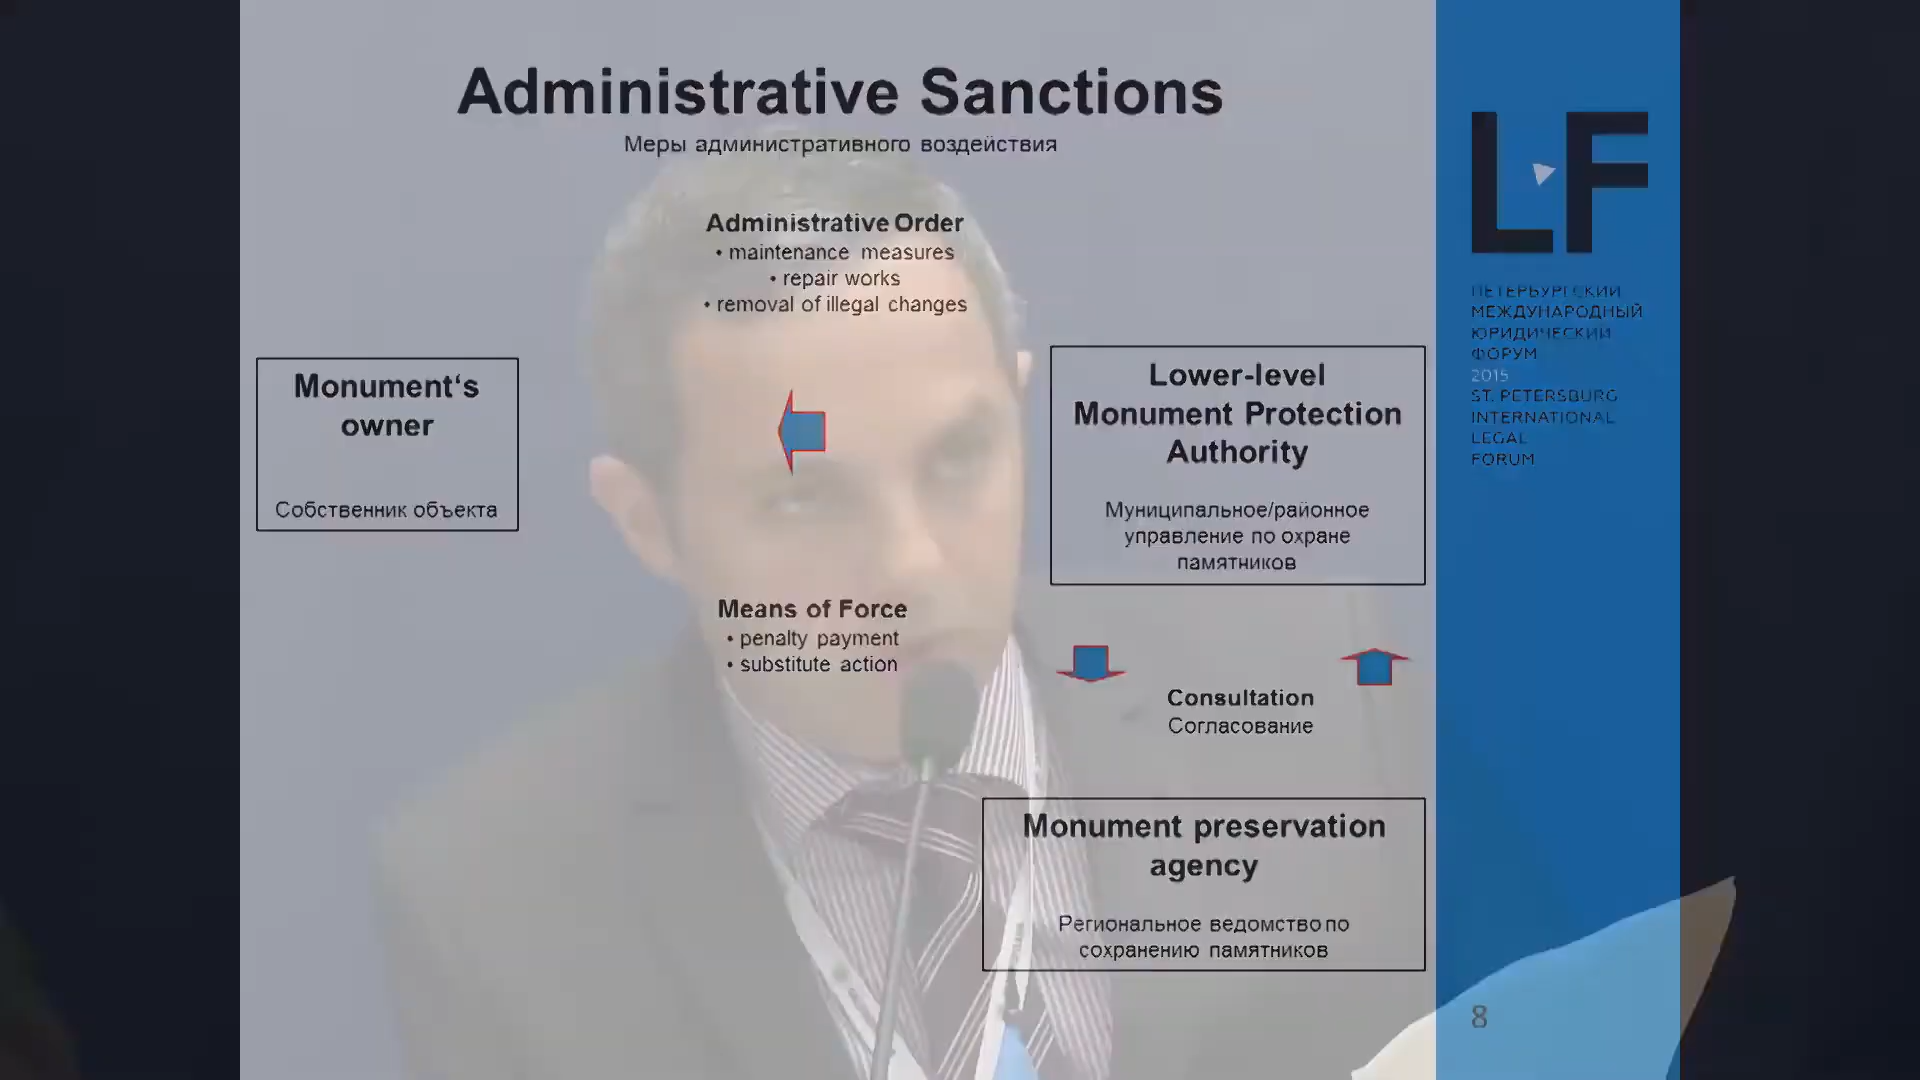 Administrative Sanctions
Меры административного воздействия
Administrative Order
• maintenance measures
• repair works
• removal of illegal changes
Monument‘s
owner
Собственник объекта
Lower-level
Monument Protection
Authority
Муниципальное/районное
управление по охране
памятников
Means of Force
• penalty payment
• substitute action
Consultation
Согласование
Monument preservation
agency
Региональное ведомство по
сохранению памятников
LF
ПЕТЕРБУРГСКИЙ
МЕЖДУНАРОДНЫЙ
ЮРИДИЧЕСКИЙ
ФОРУМ
2015
ST. PETERSBURG
INTERNATIONAL
LEGAL
FORUM
8